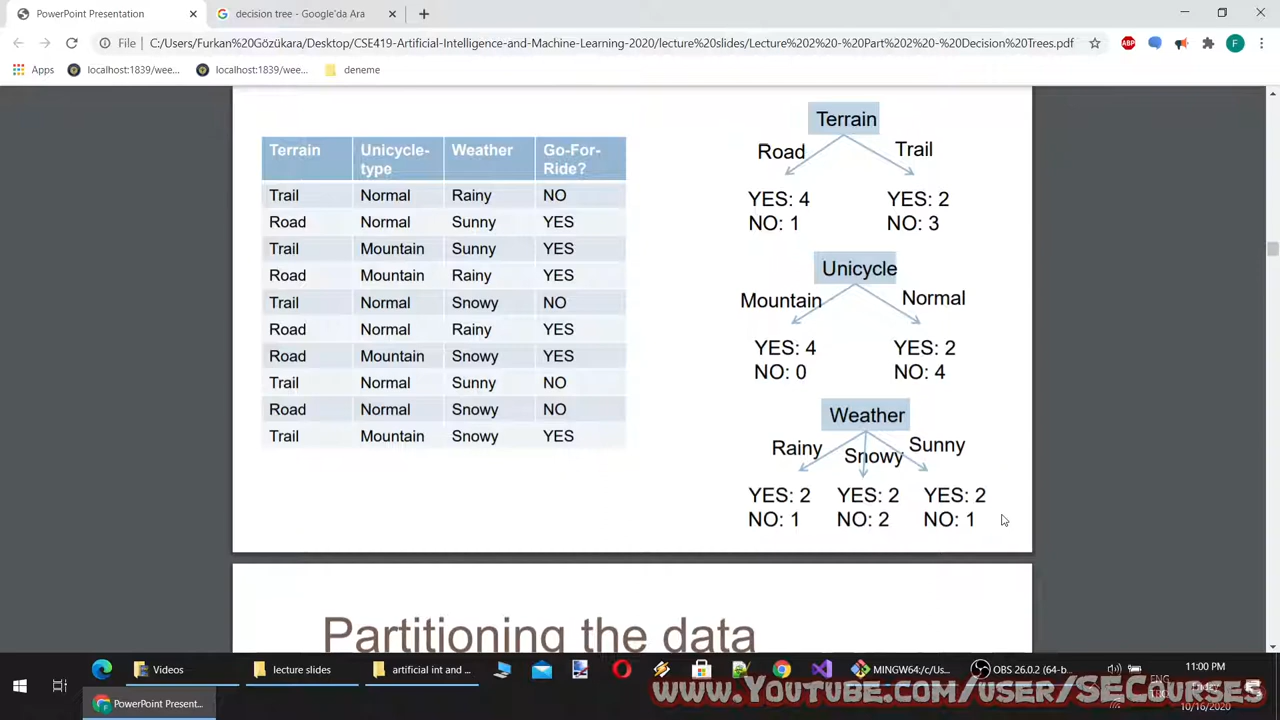 PowerPoint Presentation
decision tree - Google'da Ara
File
C:/Users/Furkan%20Gözükara/Desktop/CSE419-Artificial-Intelligence-and-Machine-Learning-2020/lecture%20slides/Lecture%202%20-%20Part%202%20-%20Decision%20Trees.pdf
ABP
F
Apps
localhost:1839/wee...
localhost:1839/wee...
deneme
Terrain Unicycle-type Weather Go-For-Ride?
Trail Normal Rainy NO
Road Normal Sunny YES
Trail Mountain Sunny YES
Road Mountain Rainy YES
Trail Normal Snowy NO
Road Normal Rainy YES
Road Mountain Snowy YES
Trail Normal Sunny NO
Road Normal Snowy NO
Trail Mountain Snowy YES
Terrain
Road Trail
YES: 4 YES: 2
NO: 1 NO: 3
Unicycle
Mountain Normal
YES: 4 YES: 2
NO: 0 NO: 4
Weather
Rainy Snowy Sunny
YES: 2 YES: 2 YES: 2
NO: 1 NO: 2 NO: 1
Partitioning the data
Videos
lecture slides
artificial int and ...
MINGW64:/c/Us...
OBS 26.0.2 (64-b...
11:00 PM
ENG
10/16/2020
PowerPoint Present...
www.Youtube.com/user/SECourses